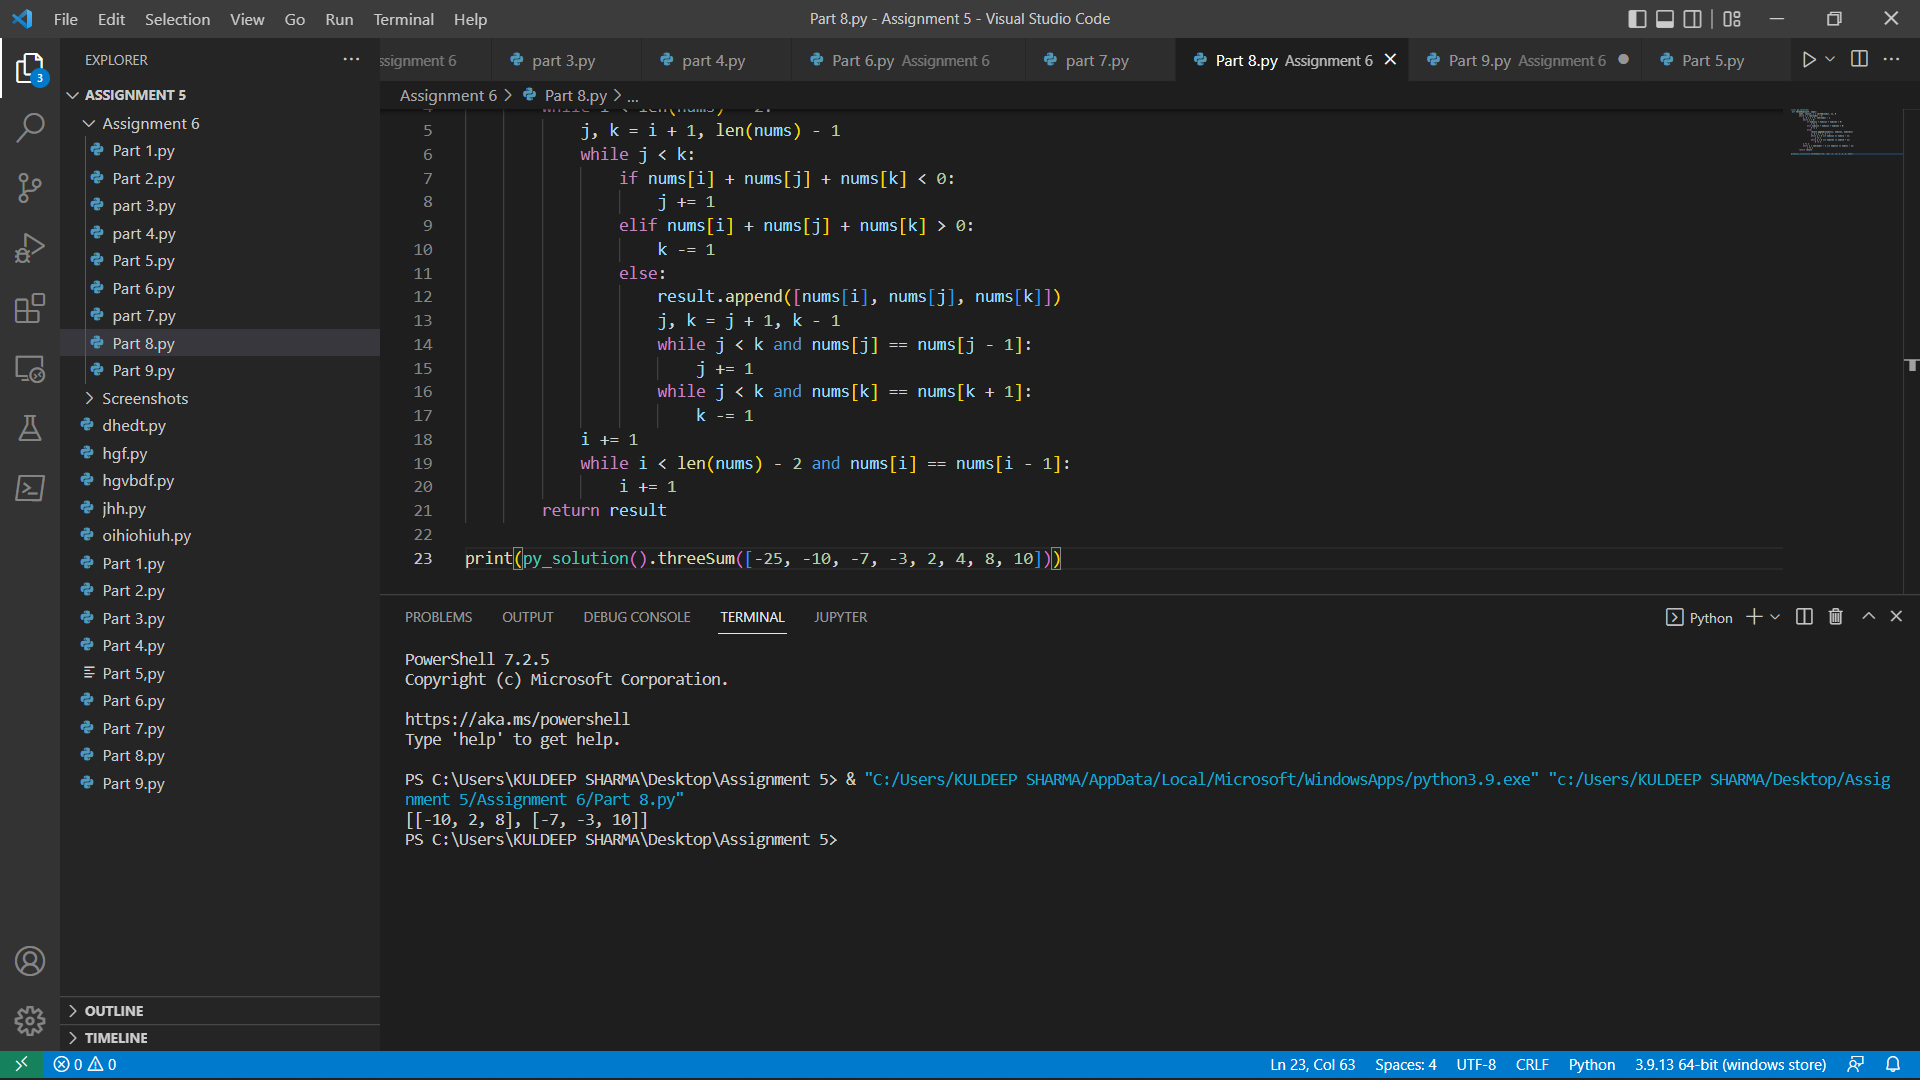 File Edit Selection View Go Run Terminal Help
Part 8.py - Assignment 5 - Visual Studio Code
EXPLORER
ssignment 6
part 3.py
part 4.py
Part 6.py Assignment 6
part 7.py
Part 8.py Assignment 6
Part 9.py Assignment 6
Part 5.py
3
ASSIGNMENT 5
Assignment 6
Part 1.py
Part 2.py
part 3.py
part 4.py
Part 5.py
Part 6.py
part 7.py
Part 8.py
Part 9.py
Screenshots
dhedt.py
hgf.py
hgvbdf.py
jhh.py
oihiohiuh.py
Part 1.py
Part 2.py
Part 3.py
Part 4.py
Part 5,py
Part 6.py
Part 7.py
Part 8.py
Part 9.py
OUTLINE
TIMELINE
Assignment 6 > Part 8.py > ...
4 while i < len(nums) - 2:
5 j, k = i + 1, len(nums) - 1
6 while j < k:
7 if nums[i] + nums[j] + nums[k] < 0:
8 j += 1
9 elif nums[i] + nums[j] + nums[k] > 0:
10 k -= 1
11 else:
12 result.append([nums[i], nums[j], nums[k]])
13 j, k = j + 1, k - 1
14 while j < k and nums[j] == nums[j - 1]:
15 j += 1
16 while j < k and nums[k] == nums[k + 1]:
17 k -= 1
18 i += 1
19 while i < len(nums) - 2 and nums[i] == nums[i - 1]:
20 i += 1
21 return result
22
23 print(py_solution().threeSum([-25, -10, -7, -3, 2, 4, 8, 10]))
PROBLEMS OUTPUT DEBUG CONSOLE TERMINAL JUPYTER
Python
PowerShell 7.2.5
Copyright (c) Microsoft Corporation.
https://aka.ms/powershell
Type 'help' to get help.
PS C:\Users\KULDEEP SHARMA\Desktop\Assignment 5> & "C:/Users/KULDEEP SHARMA/AppData/Local/Microsoft/WindowsApps/python3.9.exe" "c:/Users/KULDEEP SHARMA/Desktop/Assig
nment 5/Assignment 6/Part 8.py"
[[-10, 2, 8], [-7, -3, 10]]
PS C:\Users\KULDEEP SHARMA\Desktop\Assignment 5>
0 0
Ln 23, Col 63 Spaces: 4 UTF-8 CRLF Python 3.9.13 64-bit (windows store)